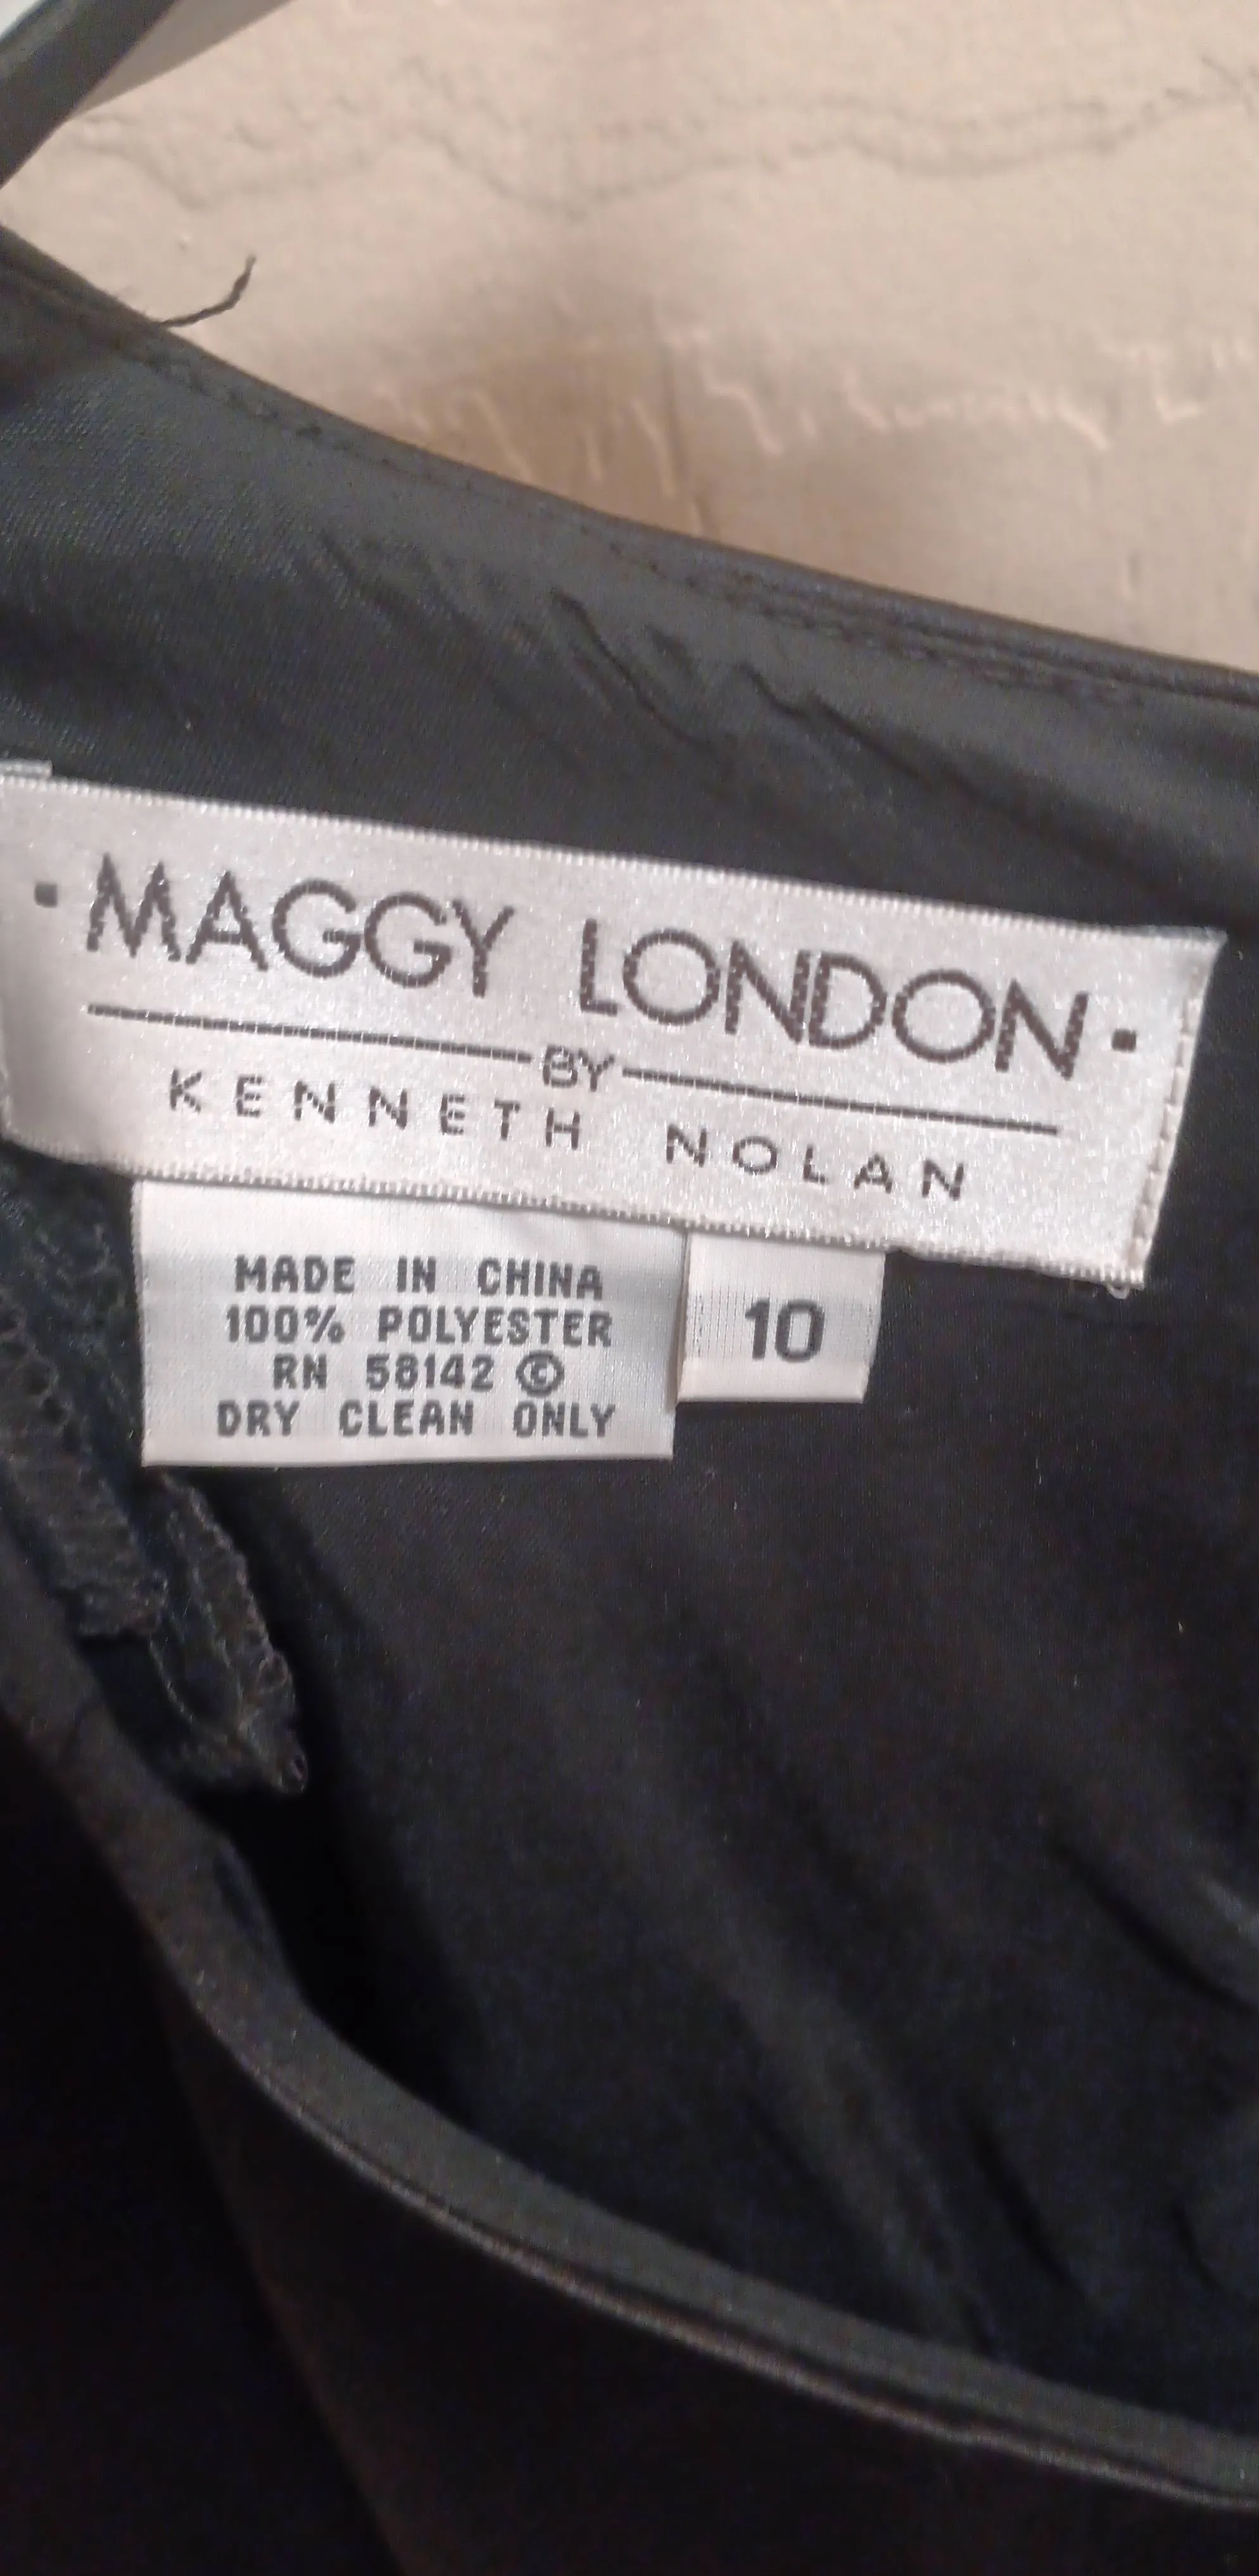 ·MAGGY LONDON·
BY
KENNETH NOLAN
MADE IN CHINA
100% POLYESTER
RN 58142 ©
DRY CLEAN ONLY
10